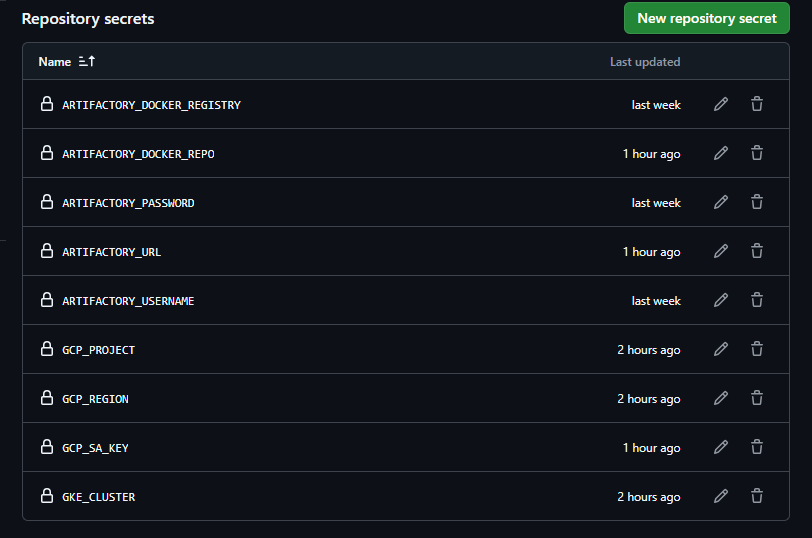 Repository secrets
New repository secret
Name Last updated
ARTIFACTORY_DOCKER_REGISTRY last week
ARTIFACTORY_DOCKER_REPO 1 hour ago
ARTIFACTORY_PASSWORD last week
ARTIFACTORY_URL 1 hour ago
ARTIFACTORY_USERNAME last week
GCP_PROJECT 2 hours ago
GCP_REGION 2 hours ago
GCP_SA_KEY 1 hour ago
GKE_CLUSTER 2 hours ago